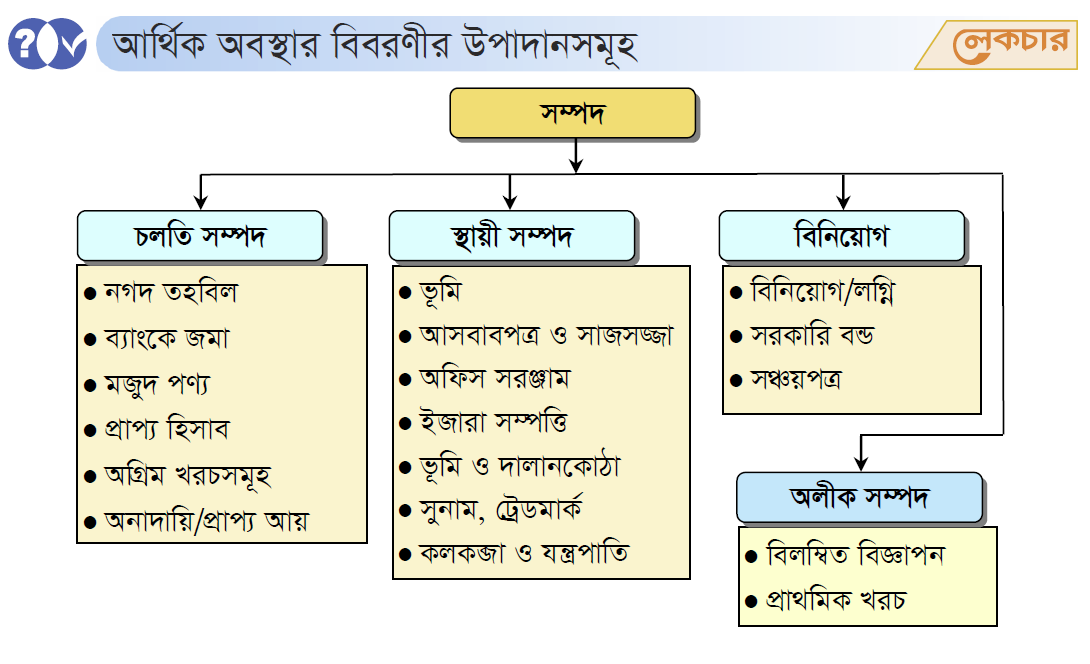 আর্থিক অবস্থার বিবরণীর উপাদানসমূহ
লেকচার
সম্পদ
চলতি সম্পদ
● নগদ তহবিল
● ব্যাংকে জমা
● মজুদ পণ্য
● প্রাপ্য হিসাব
● অগ্রিম খরচসমূহ
● অনাদায়ি/প্রাপ্য আয়
স্থায়ী সম্পদ
● ভূমি
● আসবাবপত্র ও সাজসজ্জা
● অফিস সরঞ্জাম
● ইজারা সম্পত্তি
● ভূমি ও দালানকোঠা
● সুনাম, ট্রেডমার্ক
● কলকব্জা ও যন্ত্রপাতি
বিনিয়োগ
● বিনিয়োগ/লগ্নি
● সরকারি বন্ড
● সঞ্চয়পত্র
অলীক সম্পদ
● বিলম্বিত বিজ্ঞাপন
● প্রাথমিক খরচ